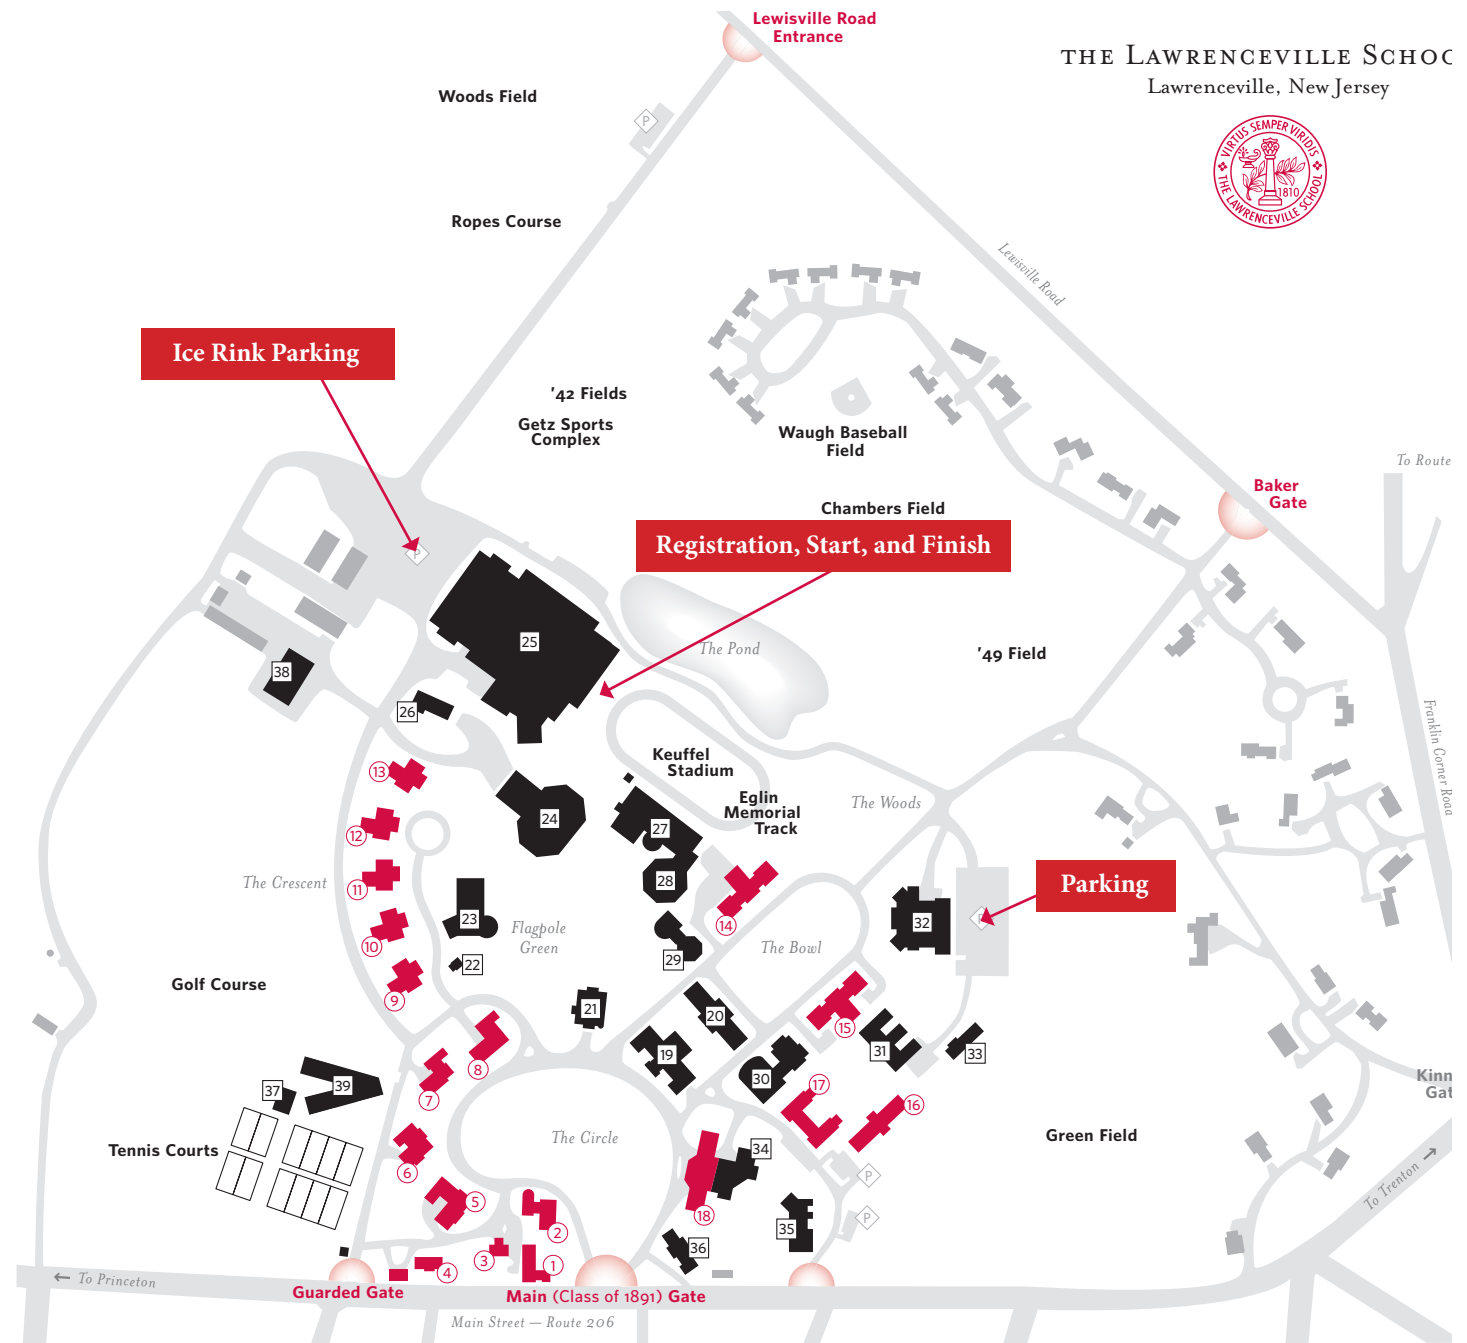 Lewisville Road
Entrance
THE LAWRENCEVILLE SCHOO
Lawrenceville, New Jersey
VIRTUS SEMPER VIRIDIS
THE LAWRENCEVILLE SCHOOL
1810
Woods Field
P
Ropes Course
Lewisville Road
Ice Rink Parking
'42 Fields
Getz Sports
Complex
Waugh Baseball
Field
To Route
Baker
Gate
Chambers Field
Registration, Start, and Finish
P
25
The Pond
'49 Field
38
26
Franklin Corner Road
Keuffel
Stadium
13
Eglin
Memorial
Track
The Woods
24
27
12
The Crescent
11
28
Parking
23
14
32
P
Flagpole
Green
10
The Bowl
22
29
Golf Course
9
21
20
15
19
31
33
8
30
17
37
39
7
16
Kinn
Gat
The Circle
Green Field
Tennis Courts
34
6
P
To Trenton →
5
18
P
2
35
36
3
1
4
← To Princeton
Guarded Gate
Main (Class of 1891) Gate
Main Street — Route 206